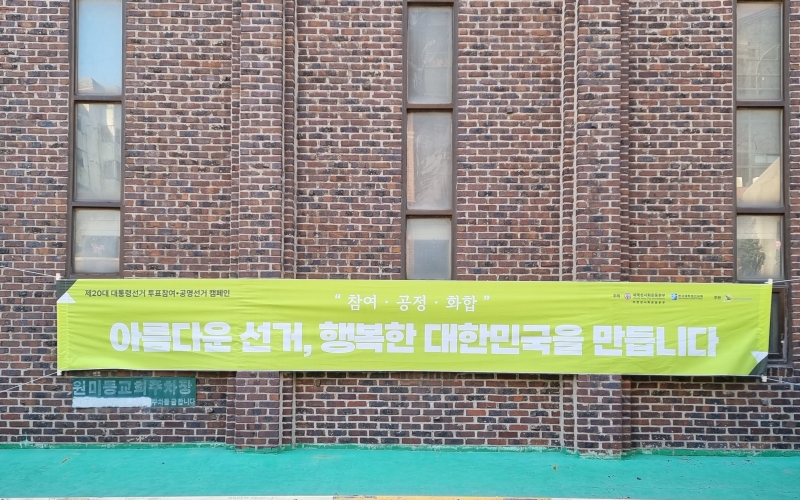 제20대 대통령선거 투표참여•공명선거 캠페인
“ 참여 · 공정 · 화합 ”
아름다운 선거, 행복한 대한민국을 만듭니다
원미동교회주차장